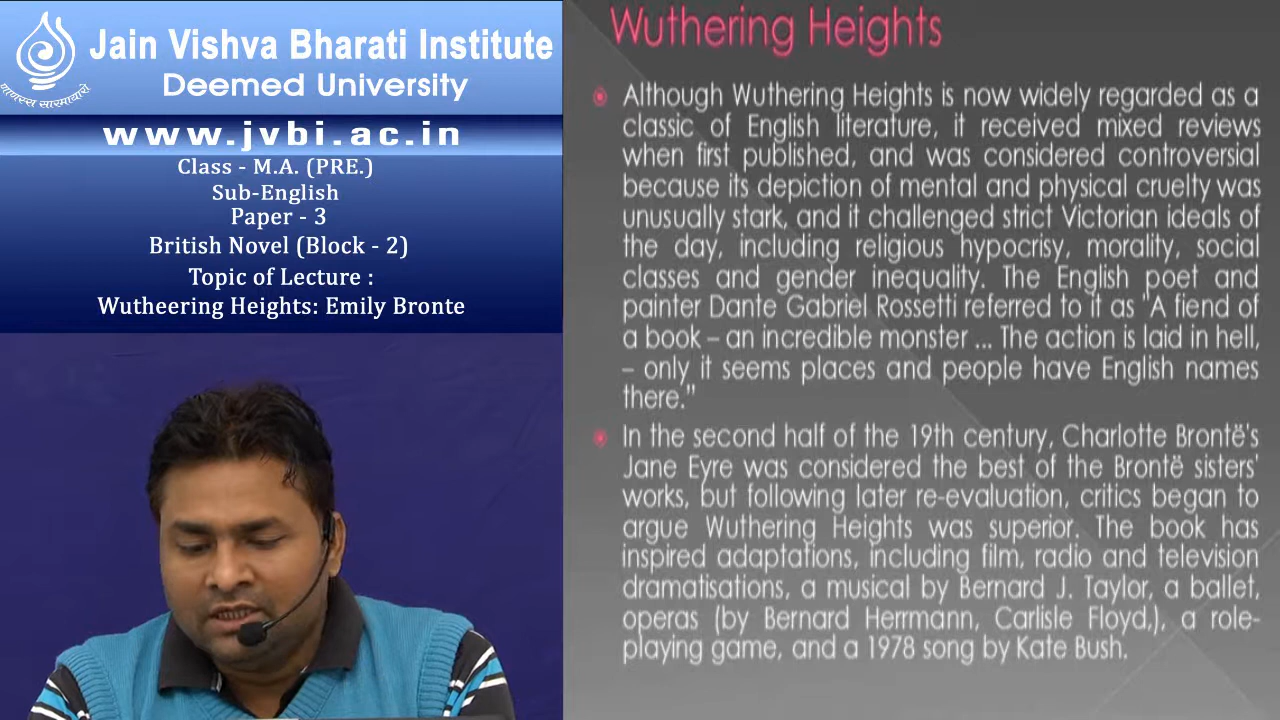 Jain Vishva Bharati Institute
Deemed University
www.jvbi.ac.in
Class - M.A. (PRE.)
Sub-English
Paper - 3
British Novel (Block - 2)
Topic of Lecture :
Wutheering Heights: Emily Bronte
Wuthering Heights
Although Wuthering Heights is now widely regarded as a
classic of English literature, it received mixed reviews
when first published, and was considered controversial
because its depiction of mental and physical cruelty was
unusually stark, and it challenged strict Victorian ideals of
the day, including religious hypocrisy, morality, social
classes and gender inequality. The English poet and
painter Dante Gabriel Rossetti referred to it as "A fiend of
a book – an incredible monster ... The action is laid in hell,
– only it seems places and people have English names
there."
In the second half of the 19th century, Charlotte Brontë's
Jane Eyre was considered the best of the Brontë sisters'
works, but following later re-evaluation, critics began to
argue Wuthering Heights was superior. The book has
inspired adaptations, including film, radio and television
dramatisations, a musical by Bernard J. Taylor, a ballet,
operas (by Bernard Herrmann, Carlisle Floyd,), a role-
playing game, and a 1978 song by Kate Bush.